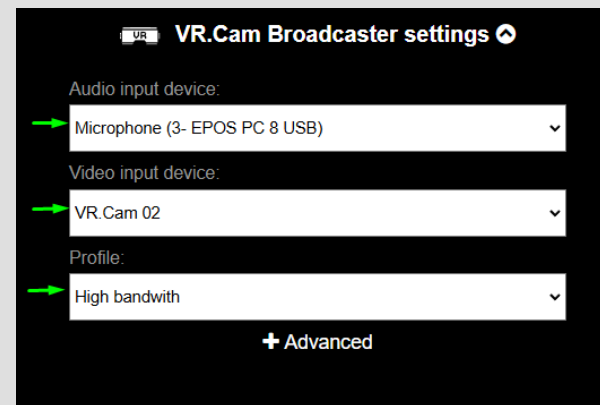 VR VR.Cam Broadcaster settings
Audio input device:
Microphone (3- EPOS PC 8 USB)
Video input device:
VR.Cam 02
Profile:
High bandwith
+ Advanced